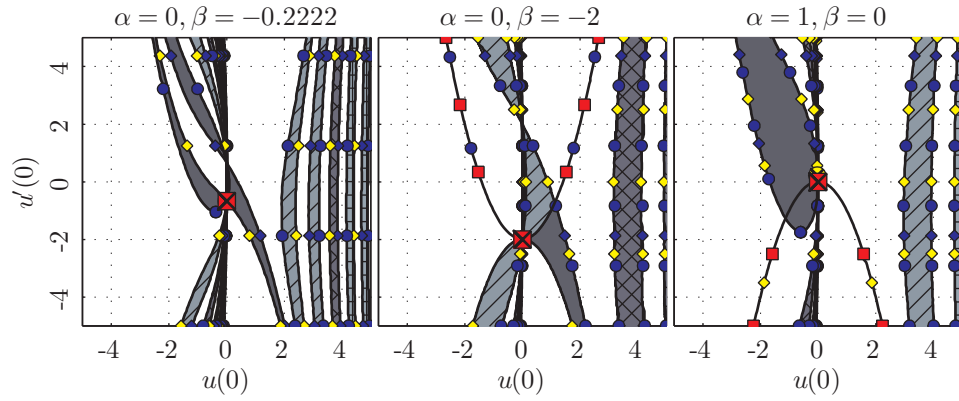 α = 0, β = −0.2222 α = 0, β = −2 α = 1, β = 0
4
2
0
-2
-4
u′(0)
-4 -2 0 2 4 -4 -2 0 2 4 -4 -2 0 2 4
u(0) u(0) u(0)